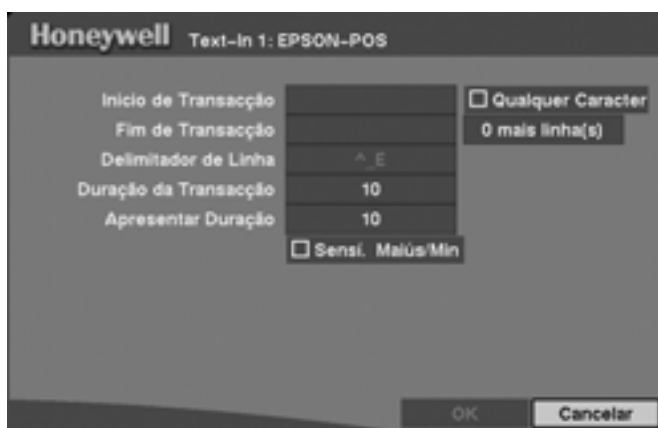 Honeywell Text-In 1: EPSON-POS
Inicio de Transacção
Qualquer Caracter
Fim de Transacção
0 mais linha(s)
Delimitador de Linha ^_E
Duração da Transacção 10
Apresentar Duração 10
Sensí. Maiús/Min
OK Cancelar